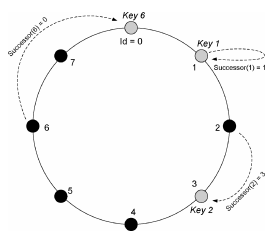 Key 6
Id = 0
Successor(6) = 0
7
Key 1
1
Successor(1) = 1
6
2
Successor(2) = 3
5
3
Key 2
4